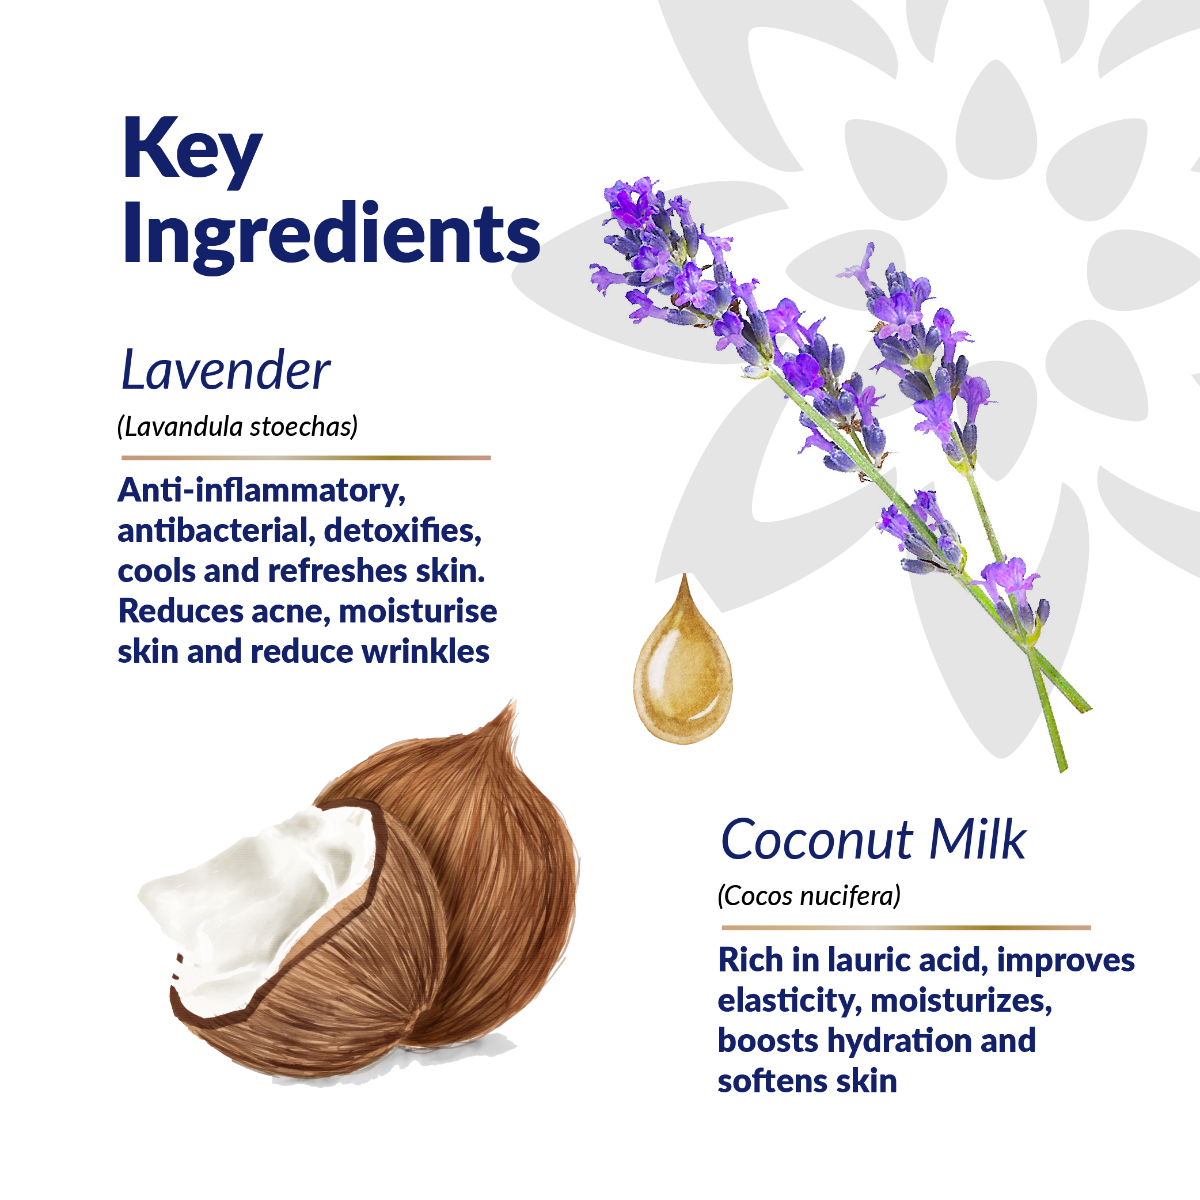 Key
Ingredients
Lavender
(Lavandula stoechas)
Anti-inflammatory,
antibacterial, detoxifies,
cools and refreshes skin.
Reduces acne, moisturise
skin and reduce wrinkles
Coconut Milk
(Cocos nucifera)
Rich in lauric acid, improves
elasticity, moisturizes,
boosts hydration and
softens skin